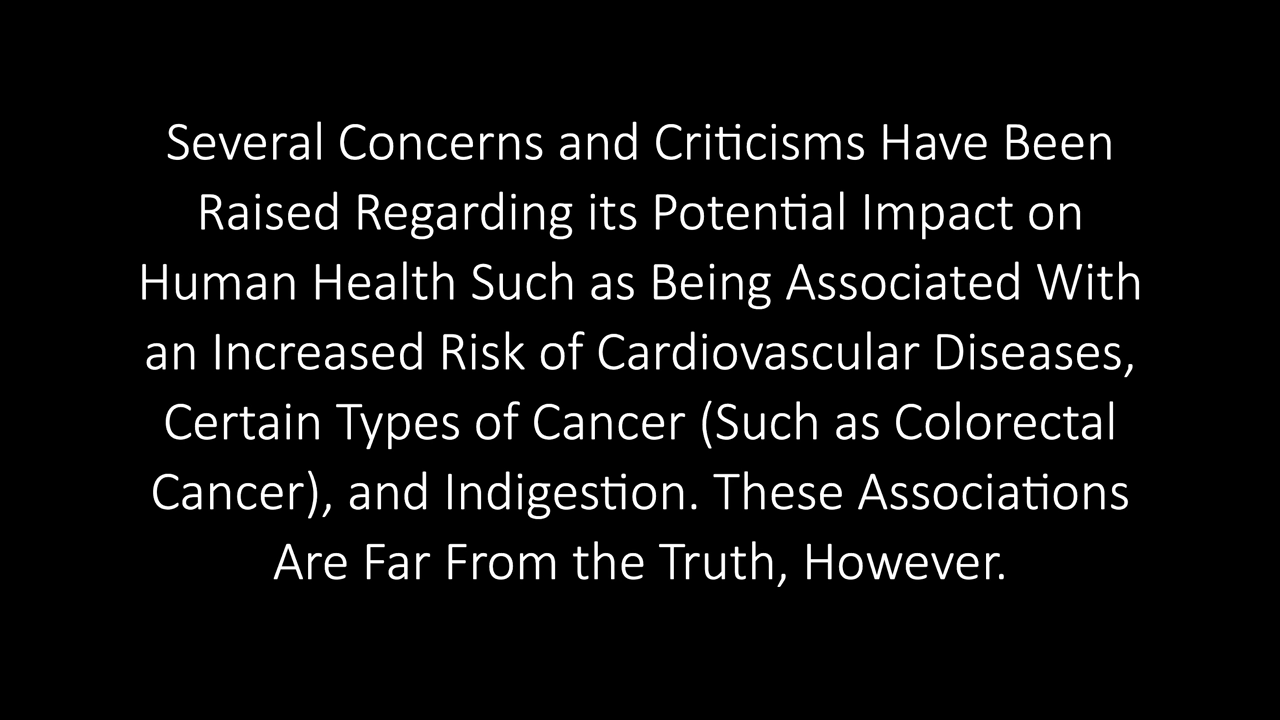 Several Concerns and Criticisms Have Been
Raised Regarding its Potential Impact on
Human Health Such as Being Associated With
an Increased Risk of Cardiovascular Diseases,
Certain Types of Cancer (Such as Colorectal
Cancer), and Indigestion. These Associations
Are Far From the Truth, However.